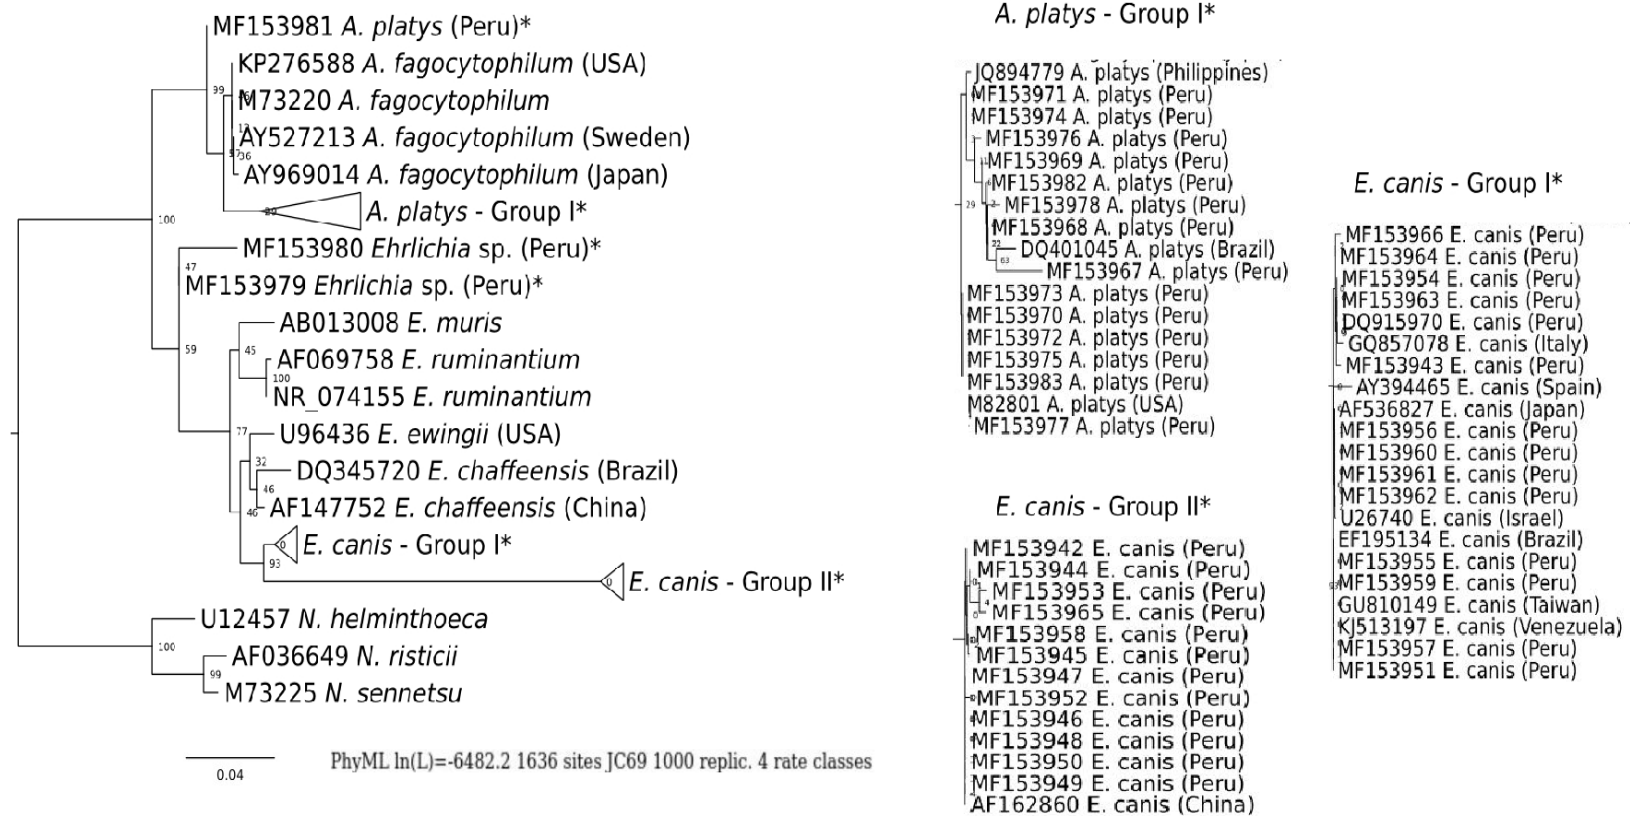 MF153981 A. platys (Peru)*
KP276588 A. fagocytophilum (USA)
M73220 A. fagocytophilum
AY527213 A. fagocytophilum (Sweden)
AY969014 A. fagocytophilum (Japan)
A. platys - Group I*
MF153980 Ehrlichia sp. (Peru)*
MF153979 Ehrlichia sp. (Peru)*
AB013008 E. muris
AF069758 E. ruminantium
NR_074155 E. ruminantium
U96436 E. ewingii (USA)
DQ345720 E. chaffeensis (Brazil)
AF147752 E. chaffeensis (China)
E. canis - Group I*
E. canis - Group II*
U12457 N. helminthoeca
AF036649 N. risticii
M73225 N. sennetsu
99
36
100
47
59
45
100
77
32
46
46
93
0
0
100
99
0.04
PhyML ln(L)=-6482.2 1636 sites JC69 1000 replic. 4 rate classes
A. platys - Group I*
JQ894779 A. platys (Philippines)
MF153971 A. platys (Peru)
MF153974 A. platys (Peru)
MF153976 A. platys (Peru)
MF153969 A. platys (Peru)
MF153982 A. platys (Peru)
MF153978 A. platys (Peru)
MF153968 A. platys (Peru)
DQ401045 A. platys (Brazil)
MF153967 A. platys (Peru)
MF153973 A. platys (Peru)
MF153970 A. platys (Peru)
MF153972 A. platys (Peru)
MF153975 A. platys (Peru)
MF153983 A. platys (Peru)
M82801 A. platys (USA)
MF153977 A. platys (Peru)
29
22
63
E. canis - Group II*
MF153942 E. canis (Peru)
MF153944 E. canis (Peru)
MF153953 E. canis (Peru)
MF153965 E. canis (Peru)
MF153958 E. canis (Peru)
MF153945 E. canis (Peru)
MF153947 E. canis (Peru)
MF153952 E. canis (Peru)
MF153946 E. canis (Peru)
MF153948 E. canis (Peru)
MF153950 E. canis (Peru)
MF153949 E. canis (Peru)
AF162860 E. canis (China)
E. canis - Group I*
MF153966 E. canis (Peru)
MF153964 E. canis (Peru)
MF153954 E. canis (Peru)
MF153963 E. canis (Peru)
DQ915970 E. canis (Peru)
GQ857078 E. canis (Italy)
MF153943 E. canis (Peru)
AY394465 E. canis (Spain)
AF536827 E. canis (Japan)
MF153956 E. canis (Peru)
MF153960 E. canis (Peru)
MF153961 E. canis (Peru)
MF153962 E. canis (Peru)
U26740 E. canis (Israel)
EF195134 E. canis (Brazil)
MF153955 E. canis (Peru)
MF153959 E. canis (Peru)
GU810149 E. canis (Taiwan)
KJ513197 E. canis (Venezuela)
MF153957 E. canis (Peru)
MF153951 E. canis (Peru)